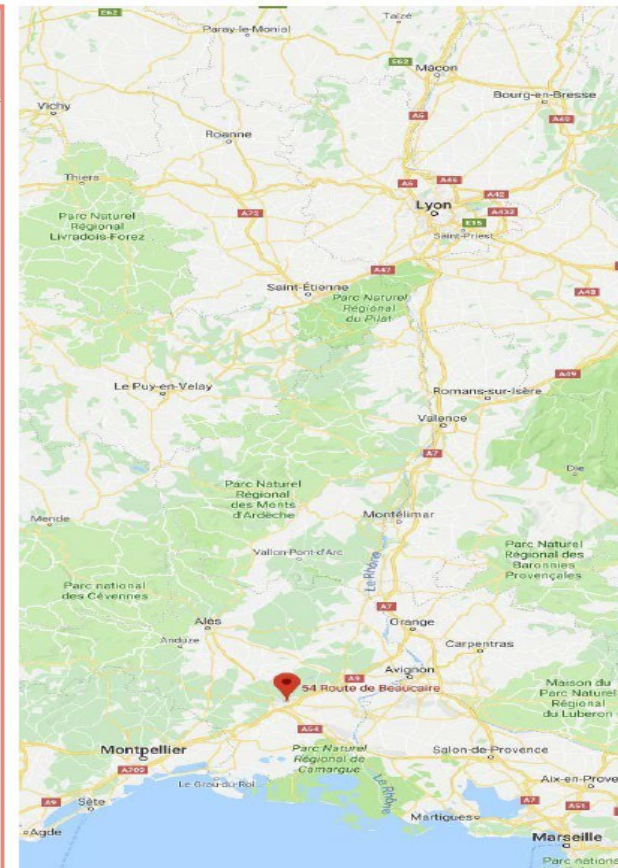 E62
Taizé
Paray-le-Monial
E62
Mâcon
Bourg-en-Bresse
Vichy
A6
A40
Roanne
Thiers
A6
A46
A42
Parc Naturel
Régional
Livradois-Forez
A72
Lyon
A432
E15
Saint-Priest
A47
Saint-Étienne
Parc Naturel
Régional
du Pilat
A48
Le Puy-en-Velay
A49
Romans-sur-Isère
Valence
A7
Die
Parc Naturel
Régional
des Monts
d'Ardèche
Montélimar
Mende
Vallon-Pont-d'Arc
Parc Naturel
Régional des
Baronnies
Provençales
Le Rhône
Parc national
des Cévennes
A7
Alès
Orange
Anduze
Carpentras
Avignon
A9
54 Route de Beaucaire
Maison du
Parc Naturel
Régional
du Luberon
A54
Montpellier
Parc Naturel
Régional de
Camargue
Salon-de-Provence
A709
Le Grau-du-Roi
Le Rhône
Aix-en-Prove
A9
Sète
A7
A51
Martigues
Agde
Marseille
Parc nationa